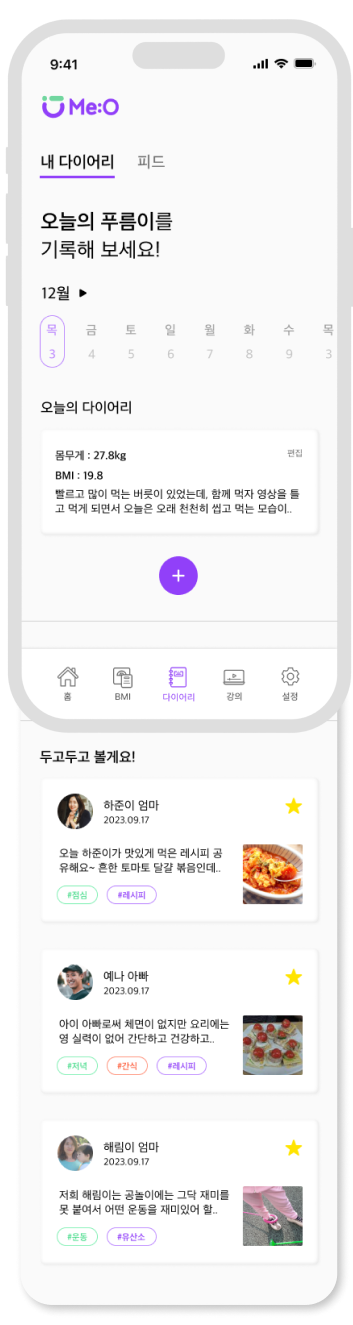 9:41
Me:O
내 다이어리 피드
오늘의 푸름이를
기록해 보세요!
12월 ▶
목 금 토 일 월 화 수 목
3 4 5 6 7 8 9 3
오늘의 다이어리
몸무게 : 27.8kg 편집
BMI : 19.8
빨르고 많이 먹는 버릇이 있었는데, 함께 먹자 영상을 틀
고 먹게 되면서 오늘은 오래 천천히 씹고 먹는 모습이..
+
홈 BMI 다이어리 강의 설정
두고두고 볼게요!
하준이 엄마
2023.09.17
오늘 하준이가 맛있게 먹은 레시피 공
유해요~ 흔한 토마토 달걀 볶음인데..
#점심 #레시피
예나 아빠
2023.09.17
아이 아빠로써 체면이 없지만 요리에는
영 실력이 없어 간단하고 건강하고..
#저녁 #간식 #레시피
해림이 엄마
2023.09.17
저희 해림이는 공놀이에는 그닥 재미를
못 붙여서 어떤 운동을 재미있어 할..
#운동 #유산소